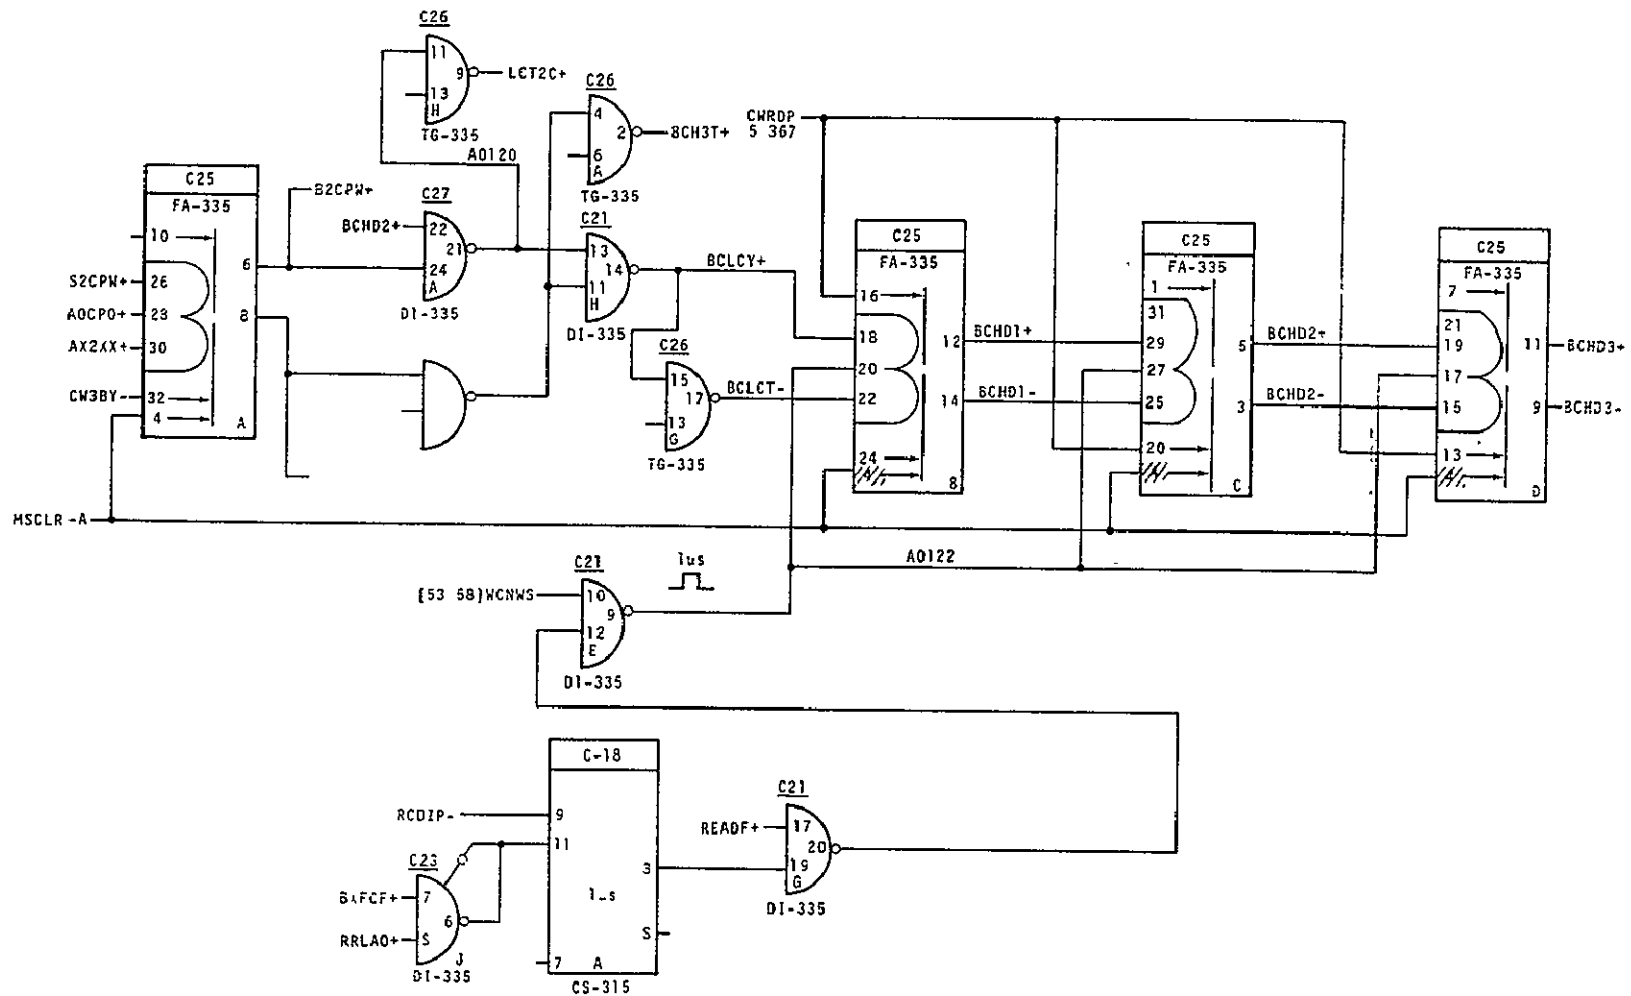 C26
11
9
LCT2C+
13
H
TG-335
A0120
C26
4
2
BCH3T+
6
A
TG-335
CWRDP
5 367
C25
FA-335
10
S2CPW+
26
A0CP0+
23
AX2XX+
30
CW3BY-
32
4
6
8
A
B2CPW+
C27
BCHD2+
22
21
24
A
DI-335
C21
13
14
11
H
DI-335
BCLCY+
C26
15
17
13
G
TG-335
BCLCT-
C25
FA-335
16
18
20
22
24
12
14
8
BCHD1+
BCHD1-
C25
FA-335
1
31
29
27
25
20
5
3
C
BCHD2+
BCHD2-
C25
FA-335
7
21
19
17
15
13
11
9
D
BCHD3+
BCHD3-
MSCLR -A
A0122
1us
C21
[53 68]WCNWS
10
9
12
E
DI-335
C-18
RCDIP-
9
11
3
1us
S
7
A
CS-315
C23
7
6
S
J
DI-335
RRLA0+
C21
READF+
17
20
19
G
DI-335